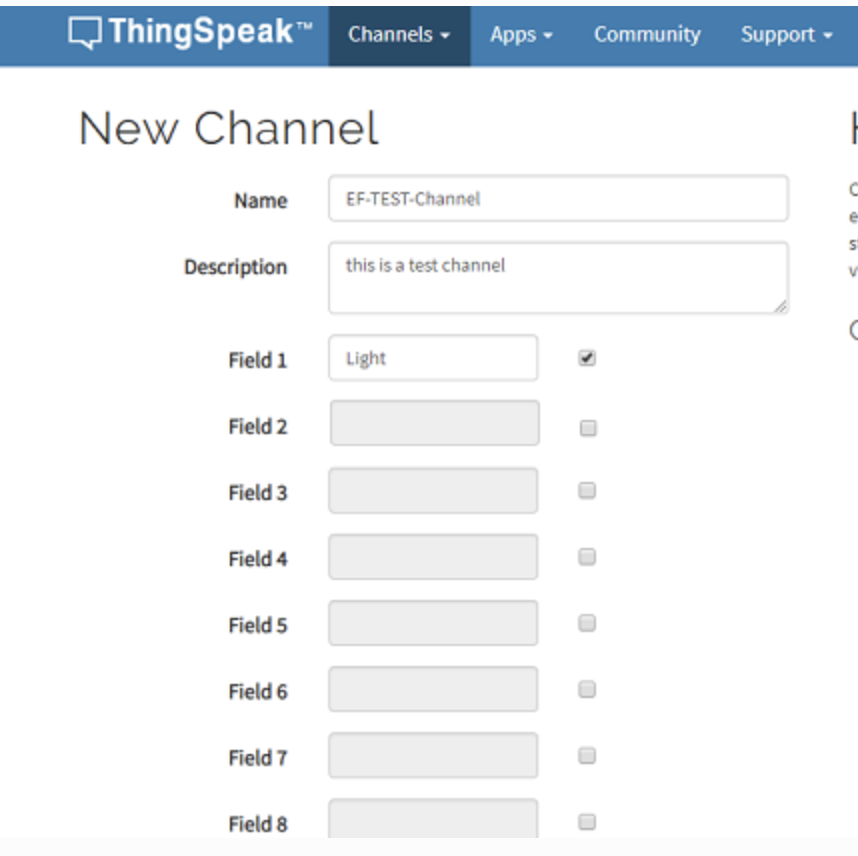 ThingSpeak™ Channels Apps Community Support
New Channel
Name EF-TEST-Channel
Description this is a test channel
Field 1 Light
Field 2
Field 3
Field 4
Field 5
Field 6
Field 7
Field 8